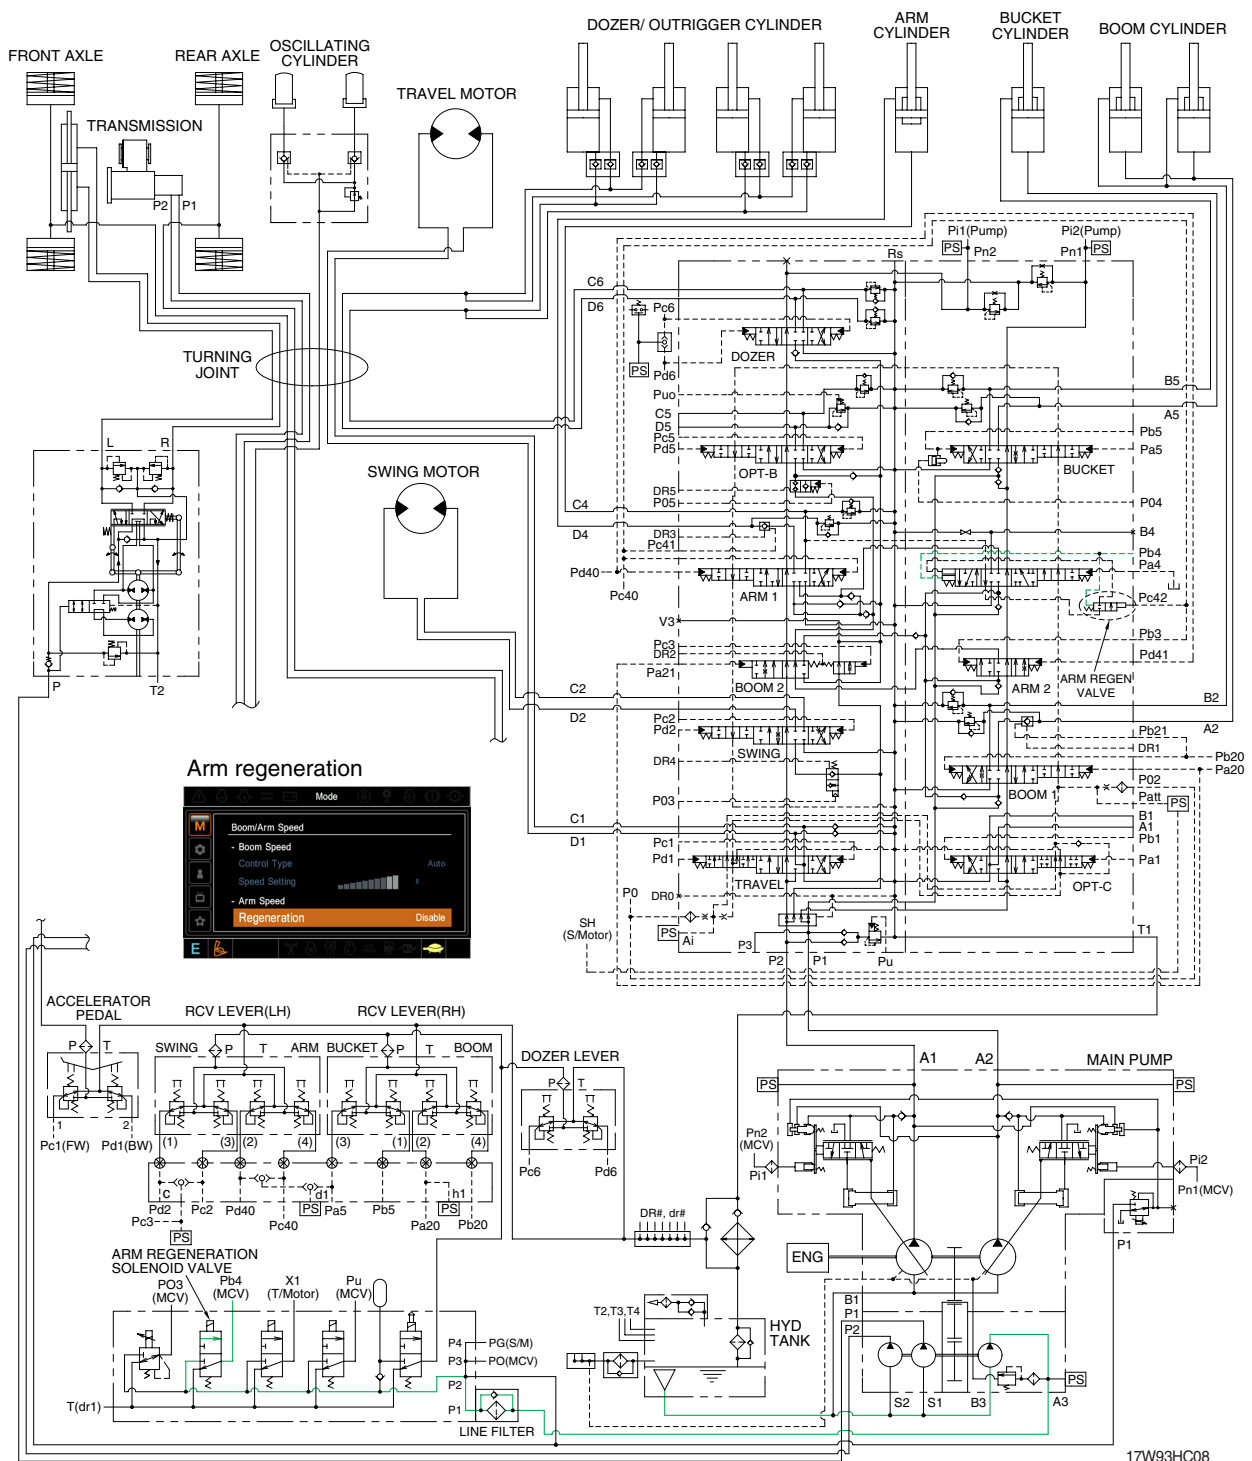 DOZER/ OUTRIGGER CYLINDER
ARM
CYLINDER
BUCKET
CYLINDER
BOOM CYLINDER
FRONT AXLE
REAR AXLE
OSCILLATING
CYLINDER
TRAVEL MOTOR
TRANSMISSION
P2
P1
Pi1(Pump)
Pi2(Pump)
PS
Pn2
Pn1
PS
Rs
C6
D6
Pc6
DOZER
PS
Pd6
TURNING
JOINT
Puo
C5
D5
Pc5
Pd5
OPT-B
B5
A5
Pb5
Pa5
BUCKET
L
R
SWING MOTOR
DR5
P05
P04
C4
D4
DR3
Pc41
B4
Pb4
Pa4
Pd40
Pc40
ARM 1
Pc42
V3
Pc3
DR2
Pa21
BOOM 2
Pb3
Pd41
ARM 2
ARM REGEN
VALVE
P
T2
C2
D2
Pc2
Pd2
SWING
B2
A2
Pb21
DR1
Pb20
Pa20
DR4
P03
BOOM 1
P02
Patt
PS
Arm regeneration
Mode
M
Boom/Arm Speed
- Boom Speed
Control Type
Auto
Speed Setting
8
- Arm Speed
Regeneration
Disable
E
C1
D1
Pc1
Pd1
TRAVEL
B1
A1
Pb1
Pa1
OPT-C
P0
DR0
SH
(S/Motor)
PS
Ai
P3
P2
P1
Pu
T1
ACCELERATOR
PEDAL
RCV LEVER(LH)
RCV LEVER(RH)
P
T
SWING
P
T
ARM
BUCKET
P
T
BOOM
DOZER LEVER
P
T
1
2
Pc1(FW)
Pd1(BW)
(1)
(3)
(2)
(4)
(3)
(1)
(2)
(4)
Pc6
Pd6
C
Pd2
Pc2
Pc3
PS
Pd40
Pc40
d1
PS
Pa5
Pb5
Pa20
h1
PS
Pb20
A1
A2
MAIN PUMP
PS
PS
Pn2
(MCV)
Pi1
Pi2
Pn1(MCV)
P1
DR#, dr#
ENG
ARM REGENERATION
SOLENOID VALVE
PO3
(MCV)
Pb4
(MCV)
X1
(T/Motor)
Pu
(MCV)
T2,T3,T4
HYD
TANK
B1
P1
P2
P4
PG(S/M)
P3
PO(MCV)
P2
T(dr1)
P1
LINE FILTER
S2
S1
B3
A3
PS
17W93HC08